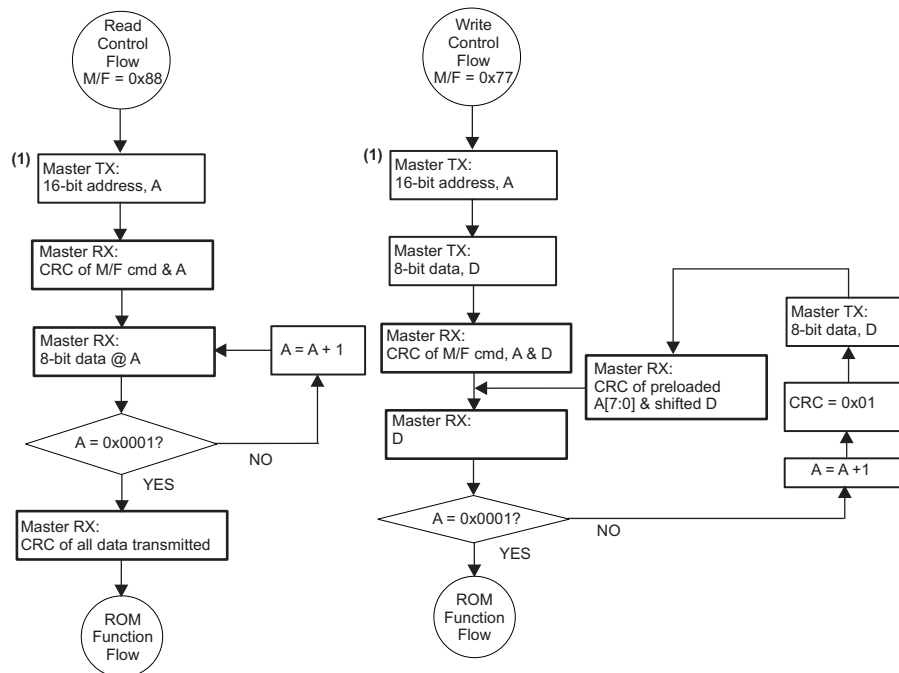 Read
Control
Flow
M/F = 0x88
(1)
Master TX:
16-bit address, A
Master RX:
CRC of M/F cmd & A
Master RX:
8-bit data @ A
A = A + 1
A = 0x0001?
NO
YES
Master RX:
CRC of all data transmitted
ROM
Function
Flow
Write
Control
Flow
M/F = 0x77
(1)
Master TX:
16-bit address, A
Master TX:
8-bit data, D
Master RX:
CRC of M/F cmd, A & D
Master RX:
D
A = 0x0001?
NO
YES
ROM
Function
Flow
A = A +1
CRC = 0x01
Master TX:
8-bit data, D
Master RX:
CRC of preloaded
A[7:0] & shifted D